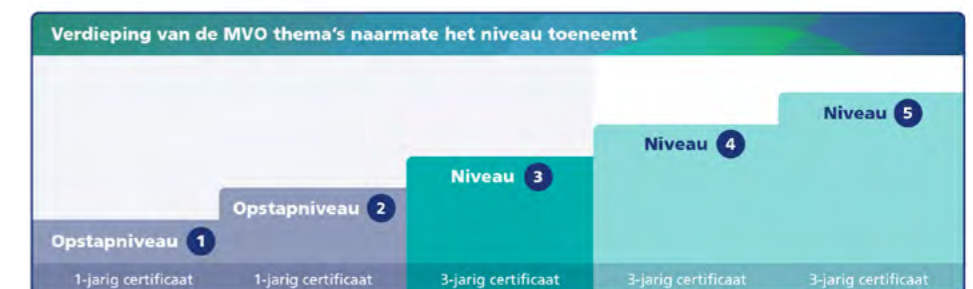 Verdieping van de MVO thema's naarmate het niveau toeneemt
Niveau 5
Niveau 4
Niveau 3
Opstapniveau 2
Opstapniveau 1
1-jarig certificaat 1-jarig certificaat 3-jarig certificaat 3-jarig certificaat 3-jarig certificaat